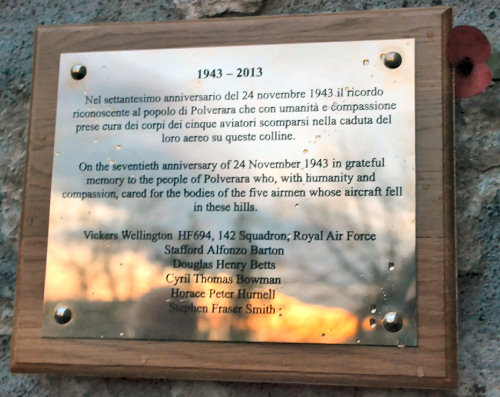 1943 – 2013
Nel settantesimo anniversario del 24 novembre 1943 il ricordo
riconoscente al popolo di Polverara che con umanità e compassione
prese cura dei corpi dei cinque aviatori scomparsi nella caduta del
loro aereo su queste colline.
On the seventieth anniversary of 24 November 1943 in grateful
memory to the people of Polverara who, with humanity and
compassion, cared for the bodies of the five airmen whose aircraft fell
in these hills.
Vickers Wellington HF694, 142 Squadron, Royal Air Force
Stafford Alfonzo Barton
Douglas Henry Betts
Cyril Thomas Bowman
Horace Peter Hurnell
Stephen Fraser Smith